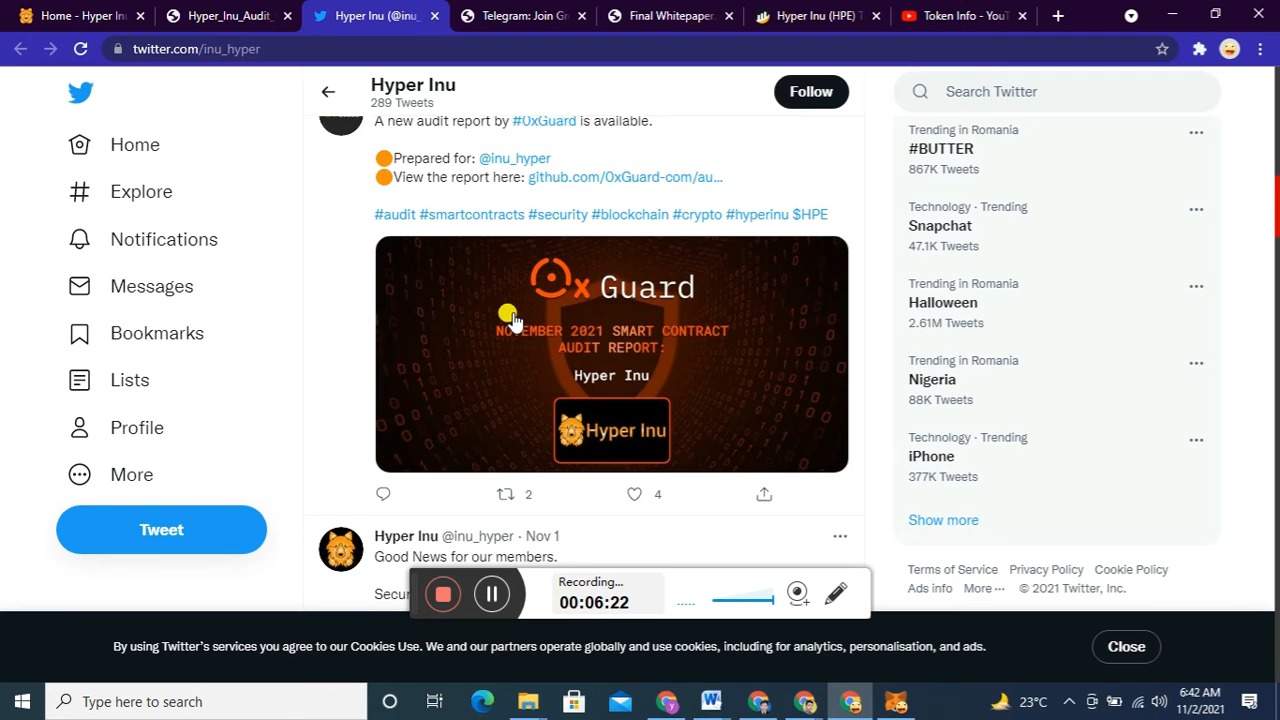 Home - Hyper Inu
Hyper_Inu_Audit_
Hyper Inu (@inu_
Telegram: Join Gr
Final Whitepaper.
Hyper Inu (HPE) T
Token Info - YouT
twitter.com/inu_hyper
Home
Explore
Notifications
Messages
Bookmarks
Lists
Profile
More
Tweet
Hyper Inu
289 Tweets
Follow
A new audit report by #0xGuard is available.
Prepared for: @inu_hyper
View the report here: github.com/0xGuard-com/au...
#audit #smartcontracts #security #blockchain #crypto #hyperinu $HPE
0x Guard
NOVEMBER 2021 SMART CONTRACT
AUDIT REPORT:
Hyper Inu
Hyper Inu
2
4
Hyper Inu @inu_hyper · Nov 1
Good News for our members.
Search Twitter
Trending in Romania
#BUTTER
867K Tweets
Technology · Trending
Snapchat
47.1K Tweets
Trending in Romania
Halloween
2.61M Tweets
Trending in Romania
Nigeria
88K Tweets
Technology · Trending
iPhone
377K Tweets
Show more
Terms of Service Privacy Policy Cookie Policy
Ads info More ··· © 2021 Twitter, Inc.
Recording...
00:06:22
By using Twitter's services you agree to our Cookies Use. We and our partners operate globally and use cookies, including for analytics, personalisation, and ads.
Close
Type here to search
23°C
6:42 AM
11/2/2021